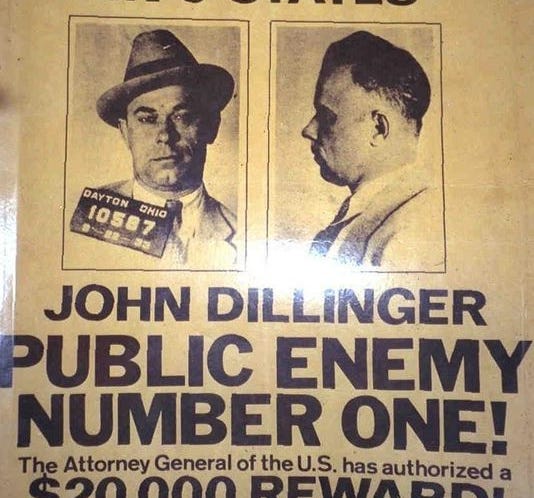 STATES
DAYTON OHIO
10587
JOHN DILLINGER
PUBLIC ENEMY
NUMBER ONE!
The Attorney General of the U.S. has authorized a
$20,000 REWARD